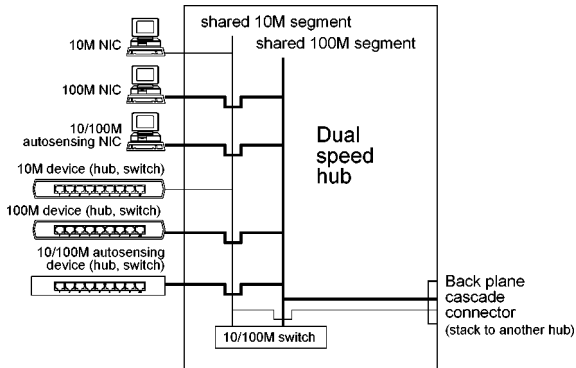 shared 10M segment
shared 100M segment
10M NIC
100M NIC
10/100M
autosensing NIC
10M device (hub, switch)
100M device (hub, switch)
10/100M autosensing
device (hub, switch)
Dual
speed
hub
Back plane
cascade
connector
(stack to another hub)
10/100M switch